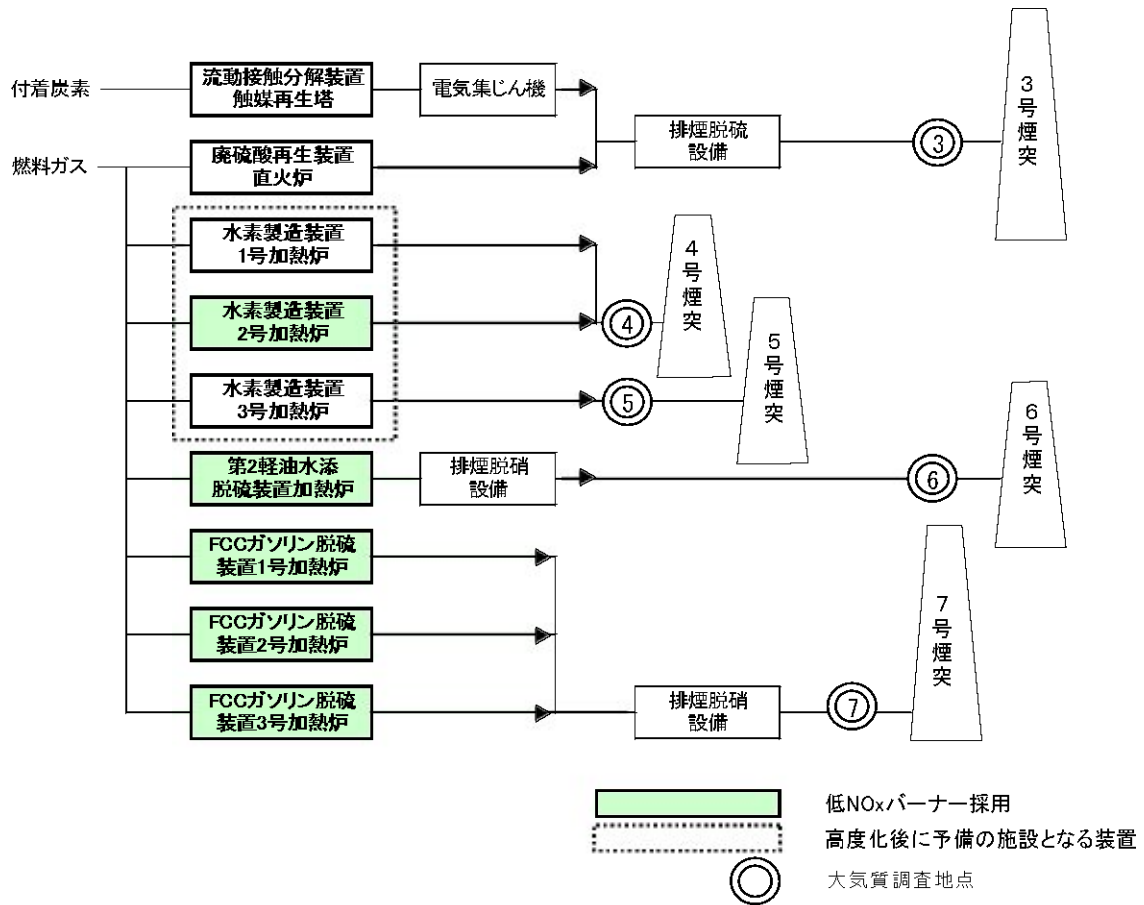 付着炭素
流動接触分解装置
触媒再生塔
電気集じん機
燃料ガス
廃硫酸再生装置
直火炉
排煙脱硫
設備
3
3号煙突
水素製造装置
1号加熱炉
水素製造装置
2号加熱炉
4
4号煙突
水素製造装置
3号加熱炉
5
5号煙突
第2軽油水添
脱硫装置加熱炉
排煙脱硝
設備
6
6号煙突
FCCガソリン脱硫
装置1号加熱炉
FCCガソリン脱硫
装置2号加熱炉
FCCガソリン脱硫
装置3号加熱炉
排煙脱硝
設備
7
7号煙突
低NOxバーナー採用
高度化後に予備の施設となる装置
大気質調査地点